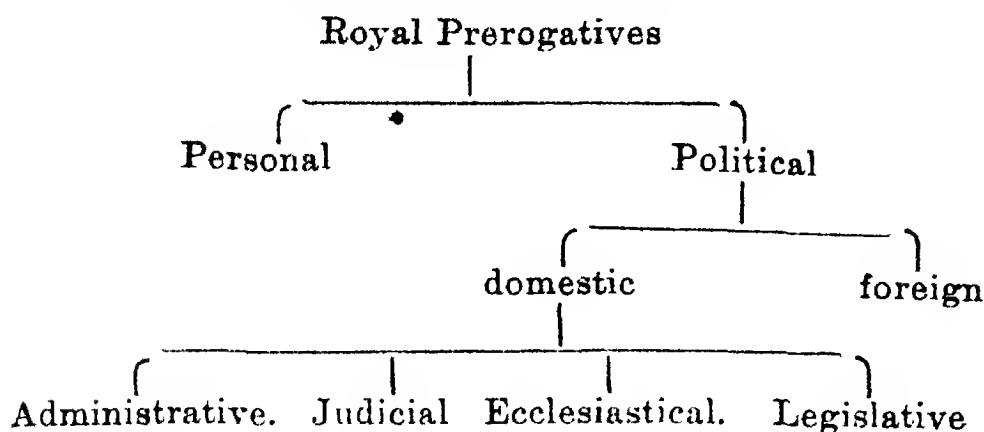 Royal Prerogatives
Personal Political
domestic foreign
Administrative. Judicial Ecclesiastical. Legislative